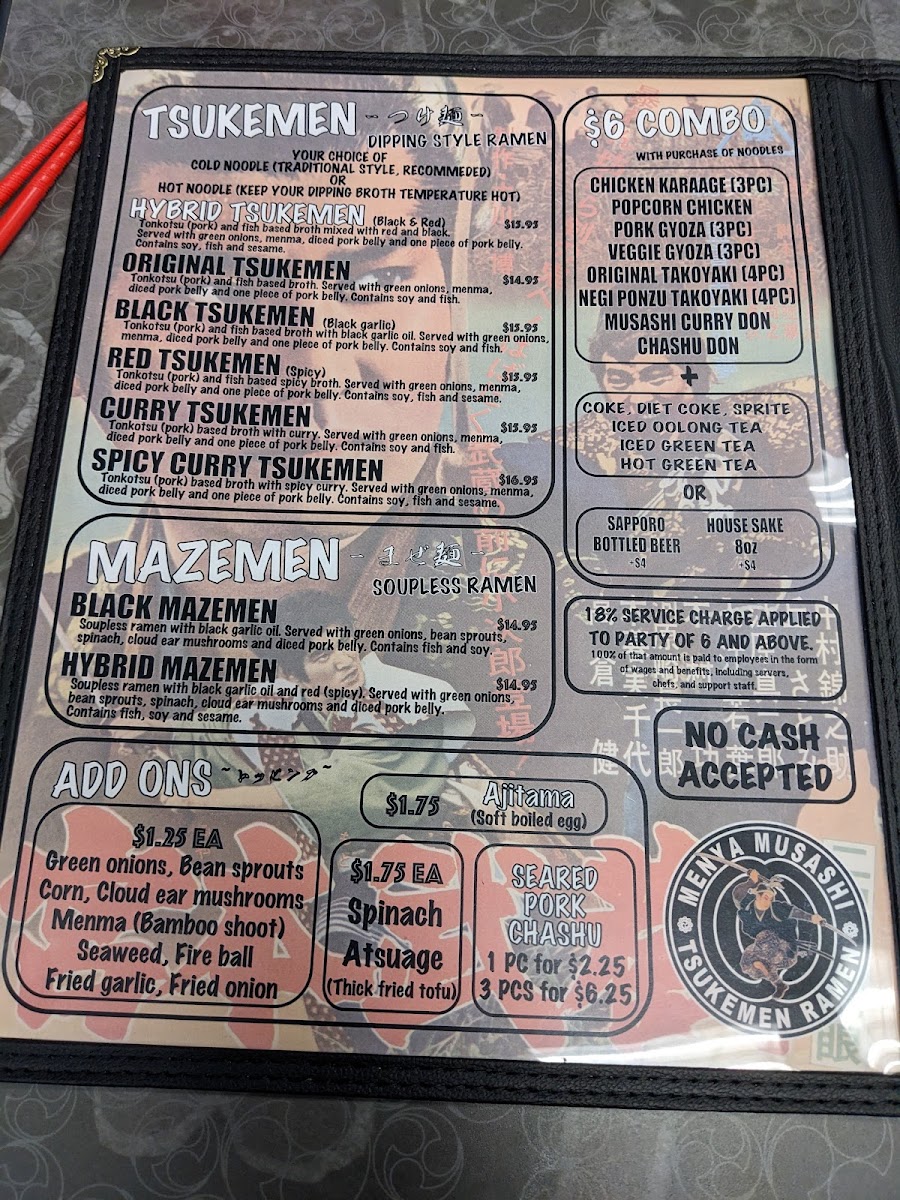 TSUKEMEN -つけ麺-
DIPPING STYLE RAMEN
YOUR CHOICE OF
COLD NOODLE (TRADITIONAL STYLE, RECOMMEDED)
OR
HOT NOODLE (KEEP YOUR DIPPING BROTH TEMPERATURE HOT)
HYBRID TSUKEMEN (Black & Red) $15.95
Tonkotsu (pork) and fish based broth mixed with red and black.
Served with green onions, menma, diced pork belly and one piece of pork belly.
Contains soy, fish and sesame.
ORIGINAL TSUKEMEN $14.95
Tonkotsu (pork) and fish based broth. Served with green onions, menma,
diced pork belly and one piece of pork belly. Contains soy and fish.
BLACK TSUKEMEN (Black garlic) $15.95
Tonkotsu (pork) and fish based broth with black garlic oil. Served with green onions,
menma, diced pork belly and one piece of pork belly. Contains soy and fish.
RED TSUKEMEN (Spicy) $15.95
Tonkotsu (pork) and fish based spicy broth. Served with green onions, menma,
diced pork belly and one piece of pork belly. Contains soy, fish and sesame.
CURRY TSUKEMEN $15.95
Tonkotsu (pork) based broth with curry. Served with green onions, menma,
diced pork belly and one piece of pork belly. Contains soy and fish.
SPICY CURRY TSUKEMEN $16.95
Tonkotsu (pork) based broth with spicy curry. Served with green onions, menma,
diced pork belly and one piece of pork belly. Contains soy, fish and sesame.
MAZEMEN -まぜ麺-
SOUPLESS RAMEN
BLACK MAZEMEN $14.95
Soupless ramen with black garlic oil. Served with green onions, bean sprouts,
spinach, cloud ear mushrooms and diced pork belly. Contains fish and soy.
HYBRID MAZEMEN $14.95
Soupless ramen with black garlic oil and red (spicy). Served with green onions,
bean sprouts, spinach, cloud ear mushrooms and diced pork belly.
Contains fish, soy and sesame.
ADD ONS ~トッピング~
$1.75 Ajitama
(Soft boiled egg)
$1.25 EA
Green onions, Bean sprouts
Corn, Cloud ear mushrooms
Menma (Bamboo shoot)
Seaweed, Fire ball
Fried garlic, Fried onion
$1.75 EA
Spinach
Atsuage
(Thick fried tofu)
SEARED
PORK
CHASHU
1 PC for $2.25
3 PCS for $6.25
$6 COMBO
WITH PURCHASE OF NOODLES
CHICKEN KARAAGE (3PC)
POPCORN CHICKEN
PORK GYOZA (3PC)
VEGGIE GYOZA (3PC)
ORIGINAL TAKOYAKI (4PC)
NEGI PONZU TAKOYAKI (4PC)
MUSASHI CURRY DON
CHASHU DON
+
COKE, DIET COKE, SPRITE
ICED OOLONG TEA
ICED GREEN TEA
HOT GREEN TEA
OR
SAPPORO
BOTTLED BEER
+$4
HOUSE SAKE
8oz
+$4
18% SERVICE CHARGE APPLIED
TO PARTY OF 6 AND ABOVE.
100% of that amount is paid to employees in the form
of wages and benefits, including servers,
chefs, and support staff.
NO CASH
ACCEPTED
MENYA MUSASHI
TSUKEMEN RAMEN